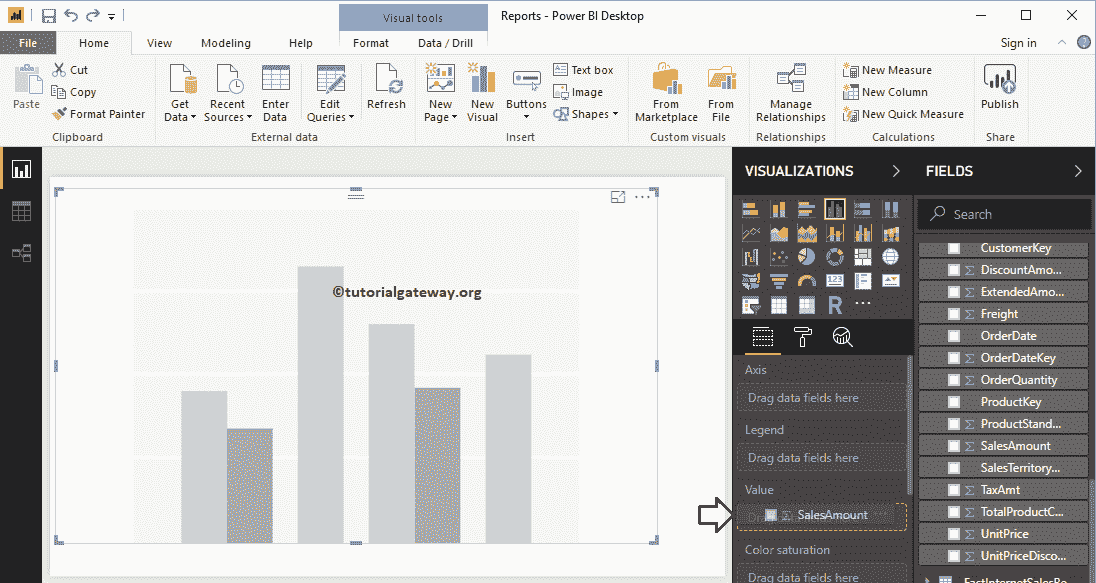 Visual tools
Reports - Power BI Desktop
File
Home
View
Modeling
Help
Format
Data / Drill
Sign in
Paste
Cut
Copy
Format Painter
Clipboard
Get Data
Recent Sources
Enter Data
Edit Queries
External data
Refresh
New Page
New Visual
Buttons
Text box
Image
Shapes
Insert
From Marketplace
From File
Custom visuals
Manage Relationships
Relationships
New Measure
New Column
New Quick Measure
Calculations
Publish
Share
©tutorialgateway.org
VISUALIZATIONS
123
R
Axis
Drag data fields here
Legend
Drag data fields here
Value
SalesAmount
Color saturation
Drag data fields here
FIELDS
Search
CustomerKey
DiscountAmo...
ExtendedAmo...
Freight
OrderDate
OrderDateKey
OrderQuantity
ProductKey
ProductStand...
SalesAmount
SalesTerritory...
TaxAmt
TotalProductC...
UnitPrice
UnitPriceDisco...